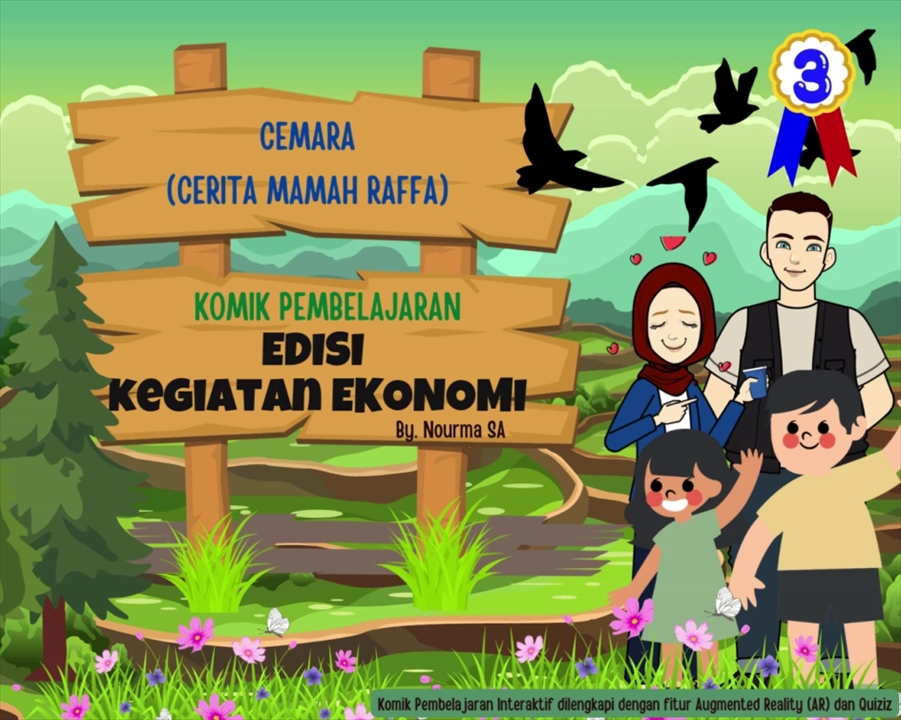 3
CEMARA
(CERITA MAMAH RAFFA)
KOMIK PEMBELAJARAN
EDISI
KEGIATAN EKONOMI
By. Nourma SA
Komik Pembelajaran Interaktif dilengkapi dengan fitur Augmented Reality (AR) dan Quiziz